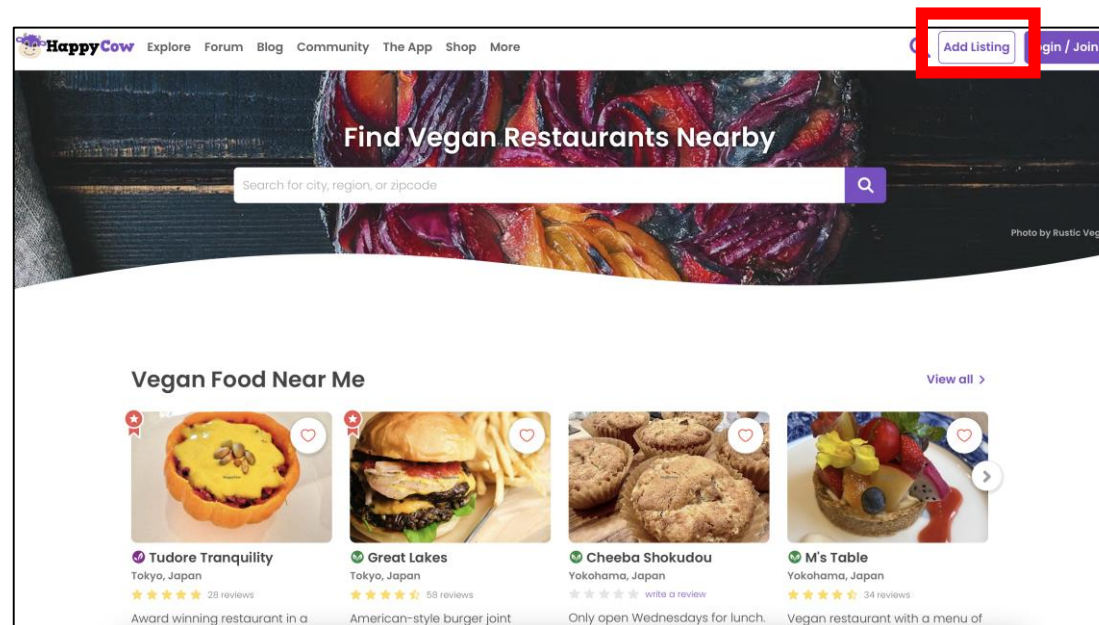 HappyCow Explore Forum Blog Community The App Shop More Add Listing Login / Join
Find Vegan Restaurants Nearby
Search for city, region, or zipcode
Photo by Rustic Veg
Vegan Food Near Me
View all >
Tudore Tranquility
Tokyo, Japan
28 reviews
Award winning restaurant in a
Great Lakes
Tokyo, Japan
58 reviews
American-style burger joint
Cheeba Shokudou
Yokohama, Japan
write a review
Only open Wednesdays for lunch.
M's Table
Yokohama, Japan
34 reviews
Vegan restaurant with a menu of